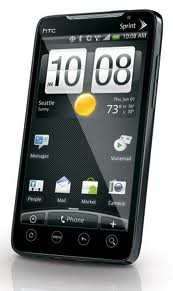 hTC
Sprint
10:08 AM
10 08
Seattle
Sunny
Thu, Jun 01
73°
Messages
Voicemail
People
Mail
Market
Camera
Phone